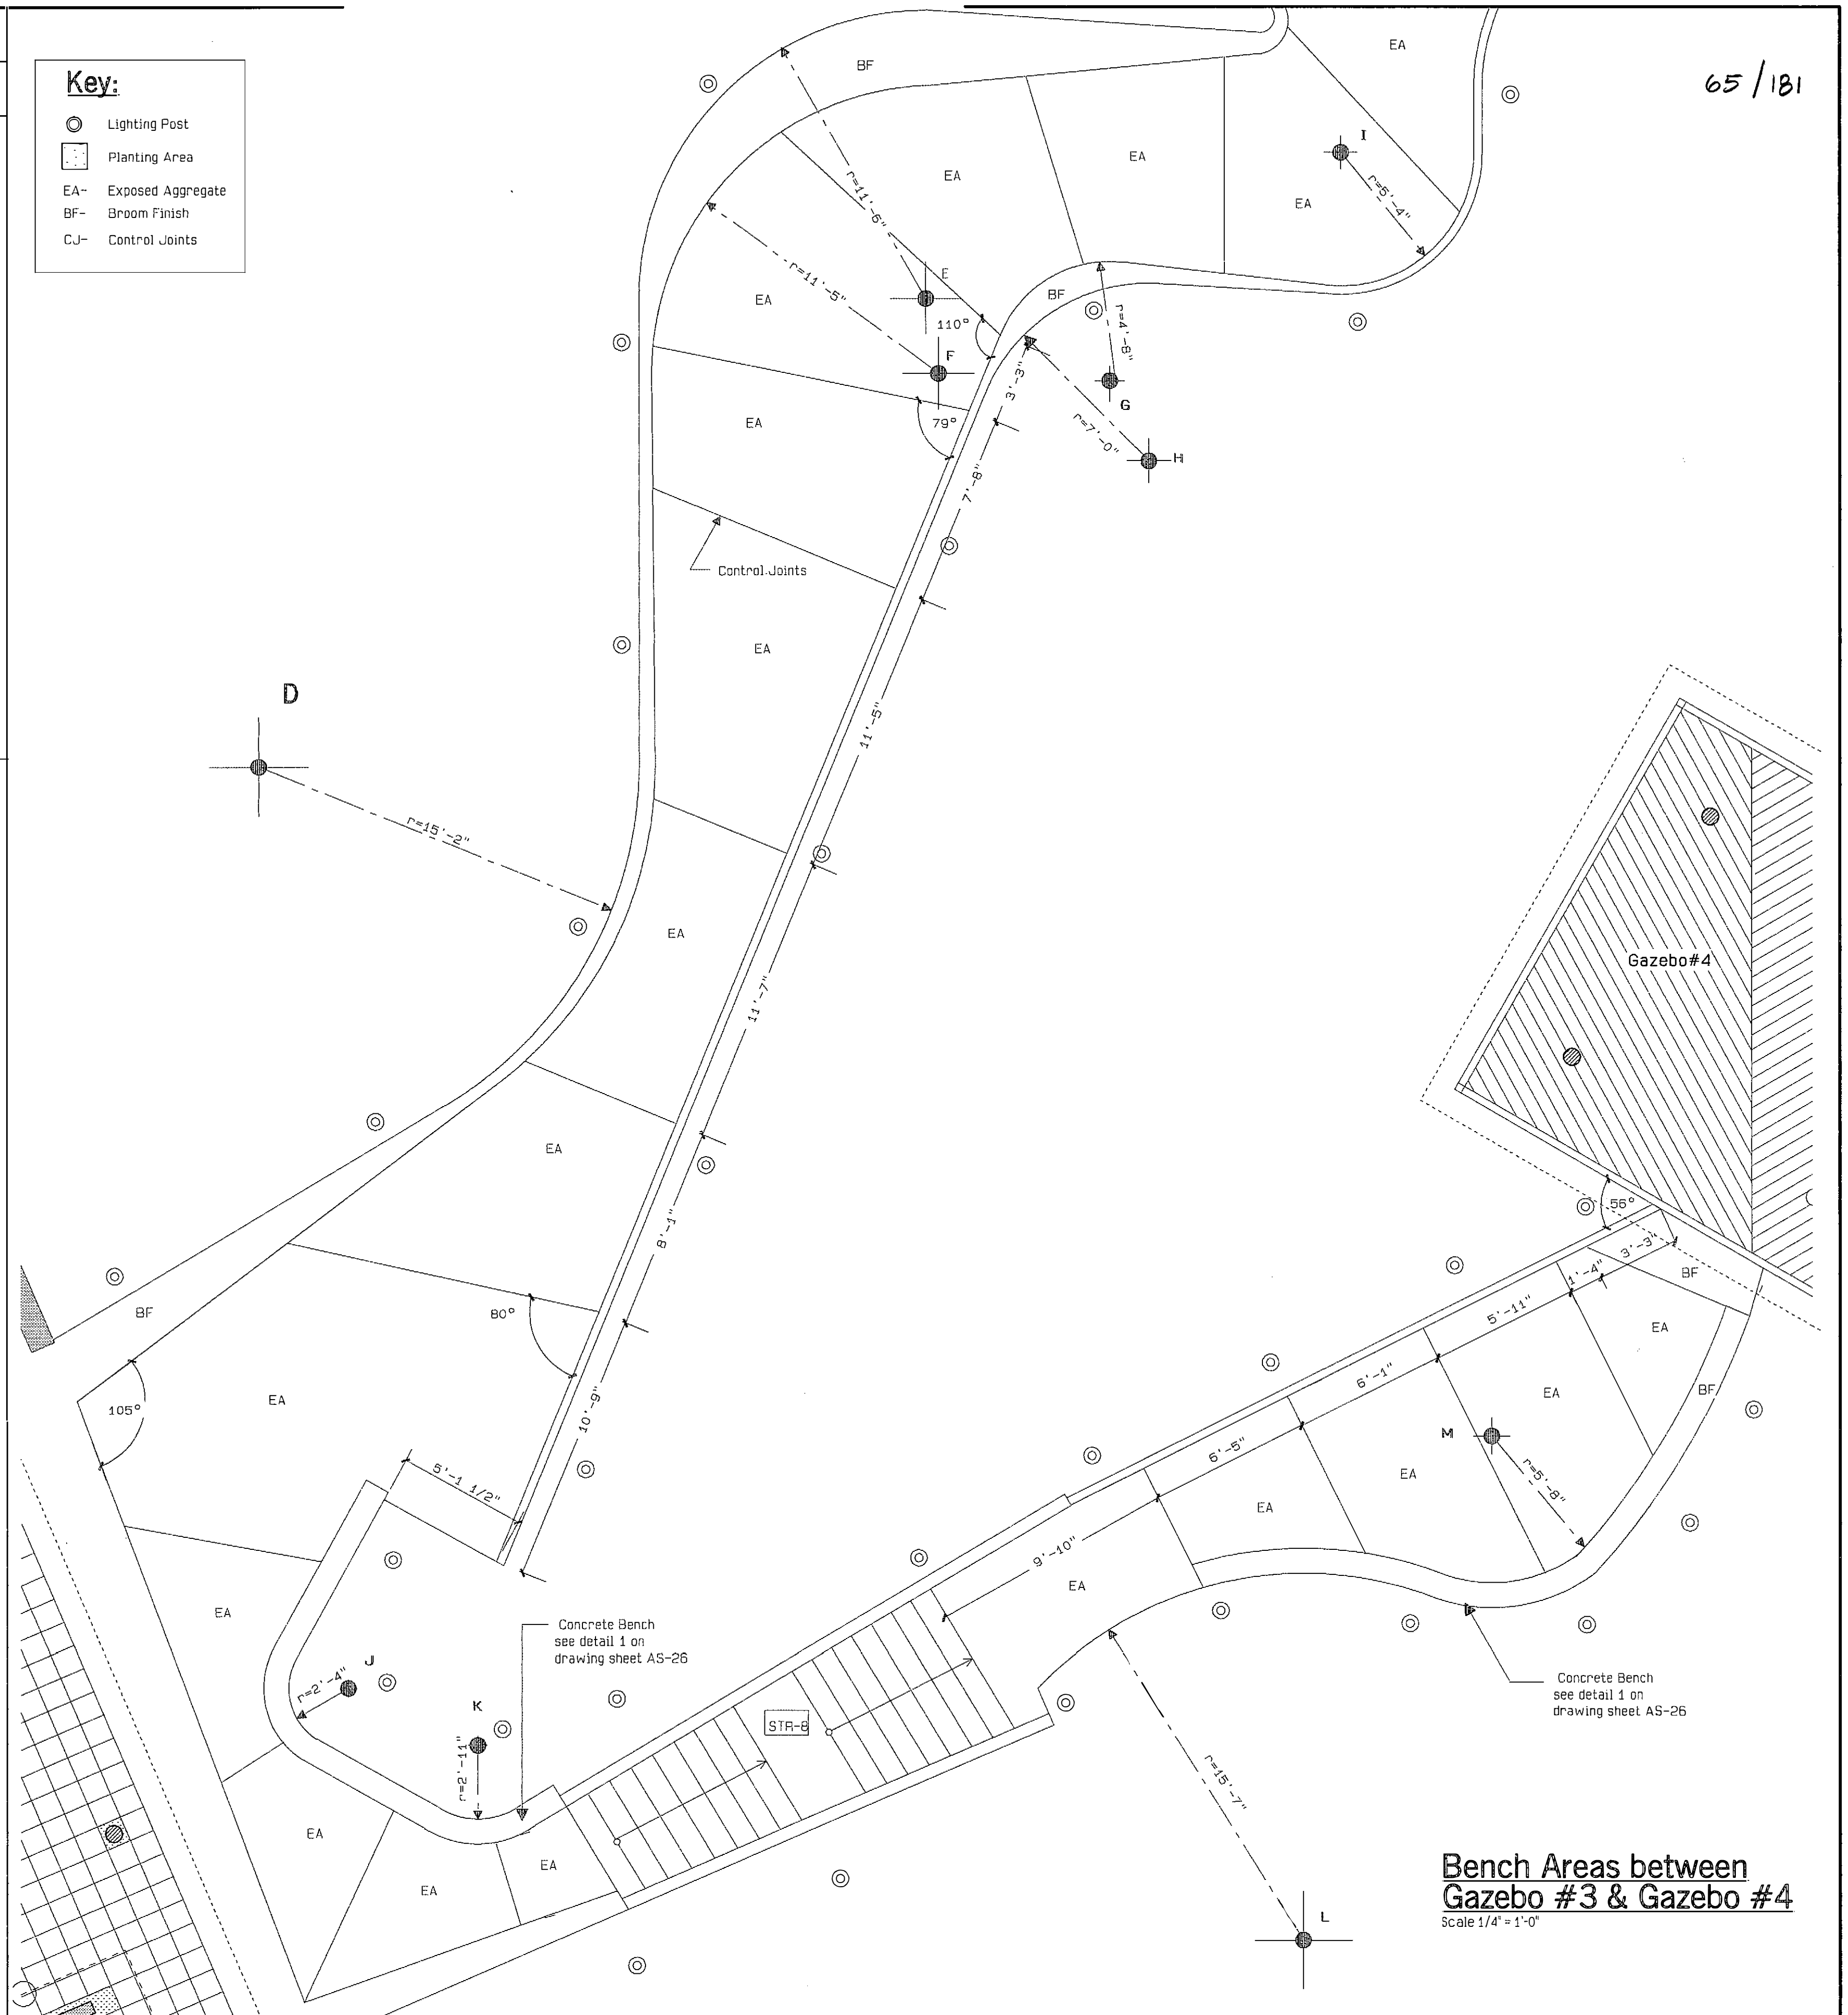 65/181
Key:
Lighting Post
Planting Area
EA- Exposed Aggregate
BF- Broom Finish
CJ- Control Joints
BF
EA
EA
EA
EA
I
r=5'-4"
r=11'-6"
r=11'-5"
E
EA
110°
BF
r=4'-8"
F
3'-3"
G
EA
79°
r=7'-0"
H
7'-8"
Control Joints
EA
D
11'-5"
r=15'-2"
EA
Gazebo#4
11'-7"
EA
8'-1"
56°
3'-3"
1'-4"
BF
BF
80°
5'-11"
EA
6'-1"
EA
105°
10'-9"
EA
BF
M
6'-5"
EA
r=5'-8"
5'-1 1/2"
EA
9'-10"
EA
EA
Concrete Bench
see detail 1 on
drawing sheet AS-26
J
r=2'-4"
K
Concrete Bench
see detail 1 on
drawing sheet AS-26
STR-8
r=2'-11"
r=15'-7"
EA
EA
EA
L
Bench Areas between
Gazebo #3 & Gazebo #4
Scale 1/4" = 1'-0"